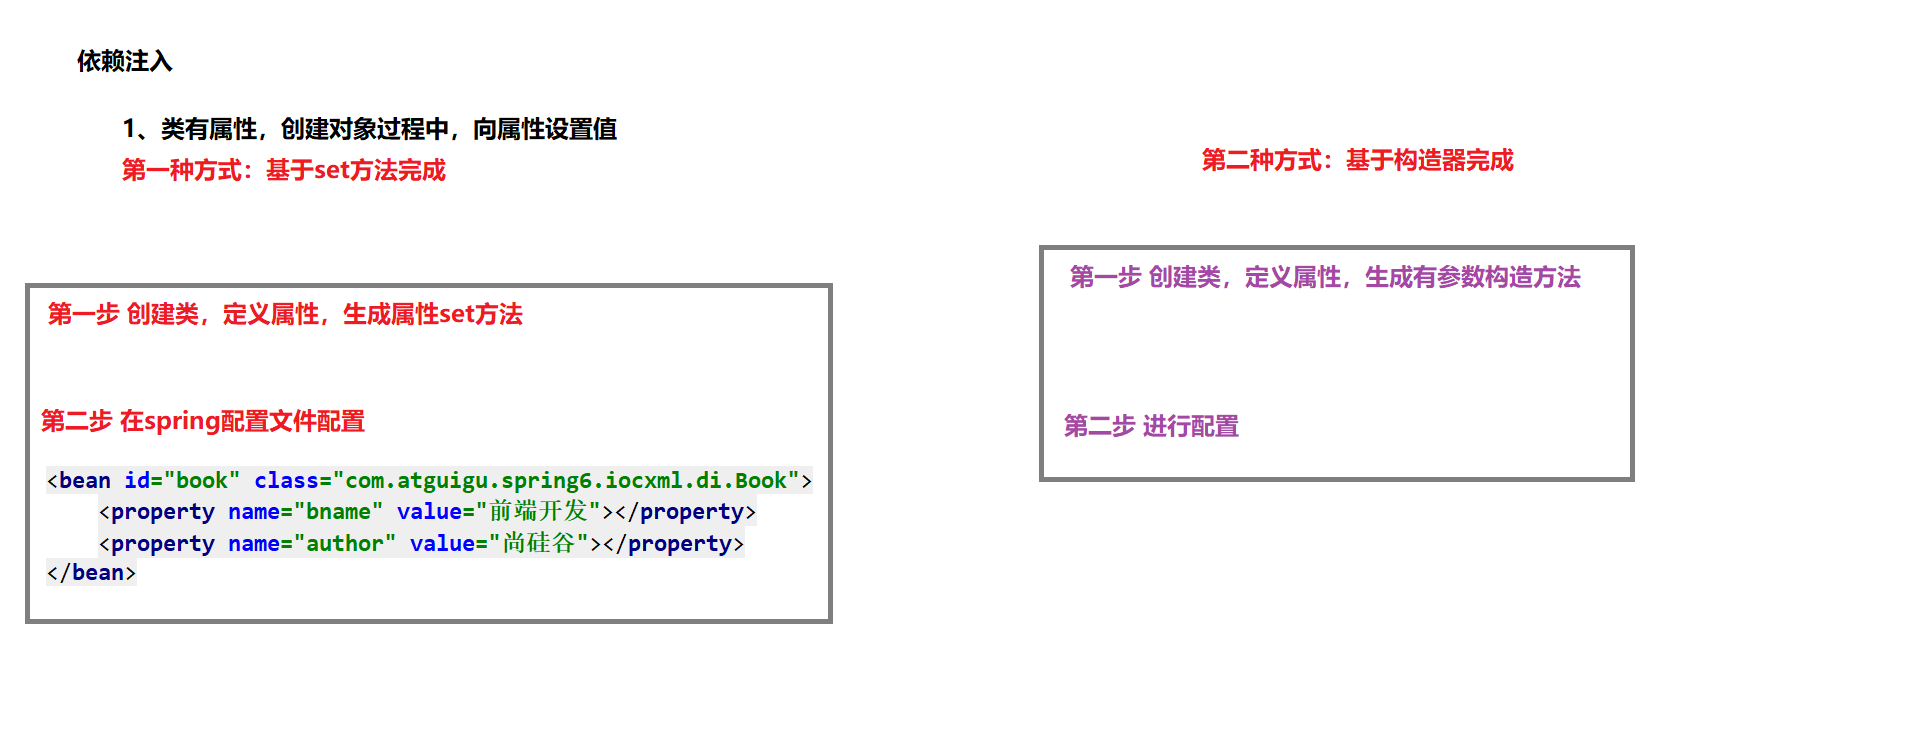 依赖注入
1、类有属性，创建对象过程中，向属性设置值
第一种方式：基于set方法完成
第一步 创建类，定义属性，生成属性set方法
第二步 在spring配置文件配置
<bean id="book" class="com.atguigu.spring6.iocxml.di.Book">
    <property name="bname" value="前端开发"></property>
    <property name="author" value="尚硅谷"></property>
</bean>
第二种方式：基于构造器完成
第一步 创建类，定义属性，生成有参数构造方法
第二步 进行配置